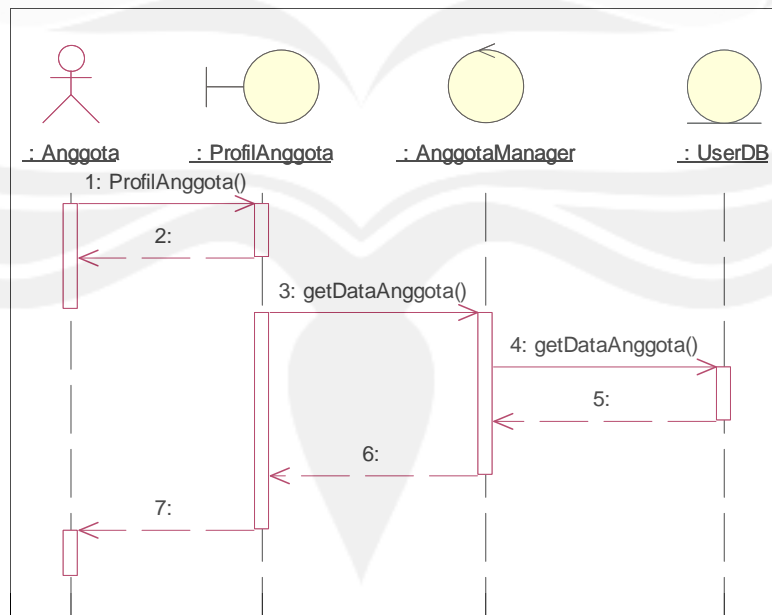 : Anggota
: ProfilAnggota
: AnggotaManager
: UserDB
1: ProfilAnggota()
2:
3: getDataAnggota()
4: getDataAnggota()
5:
6:
7: